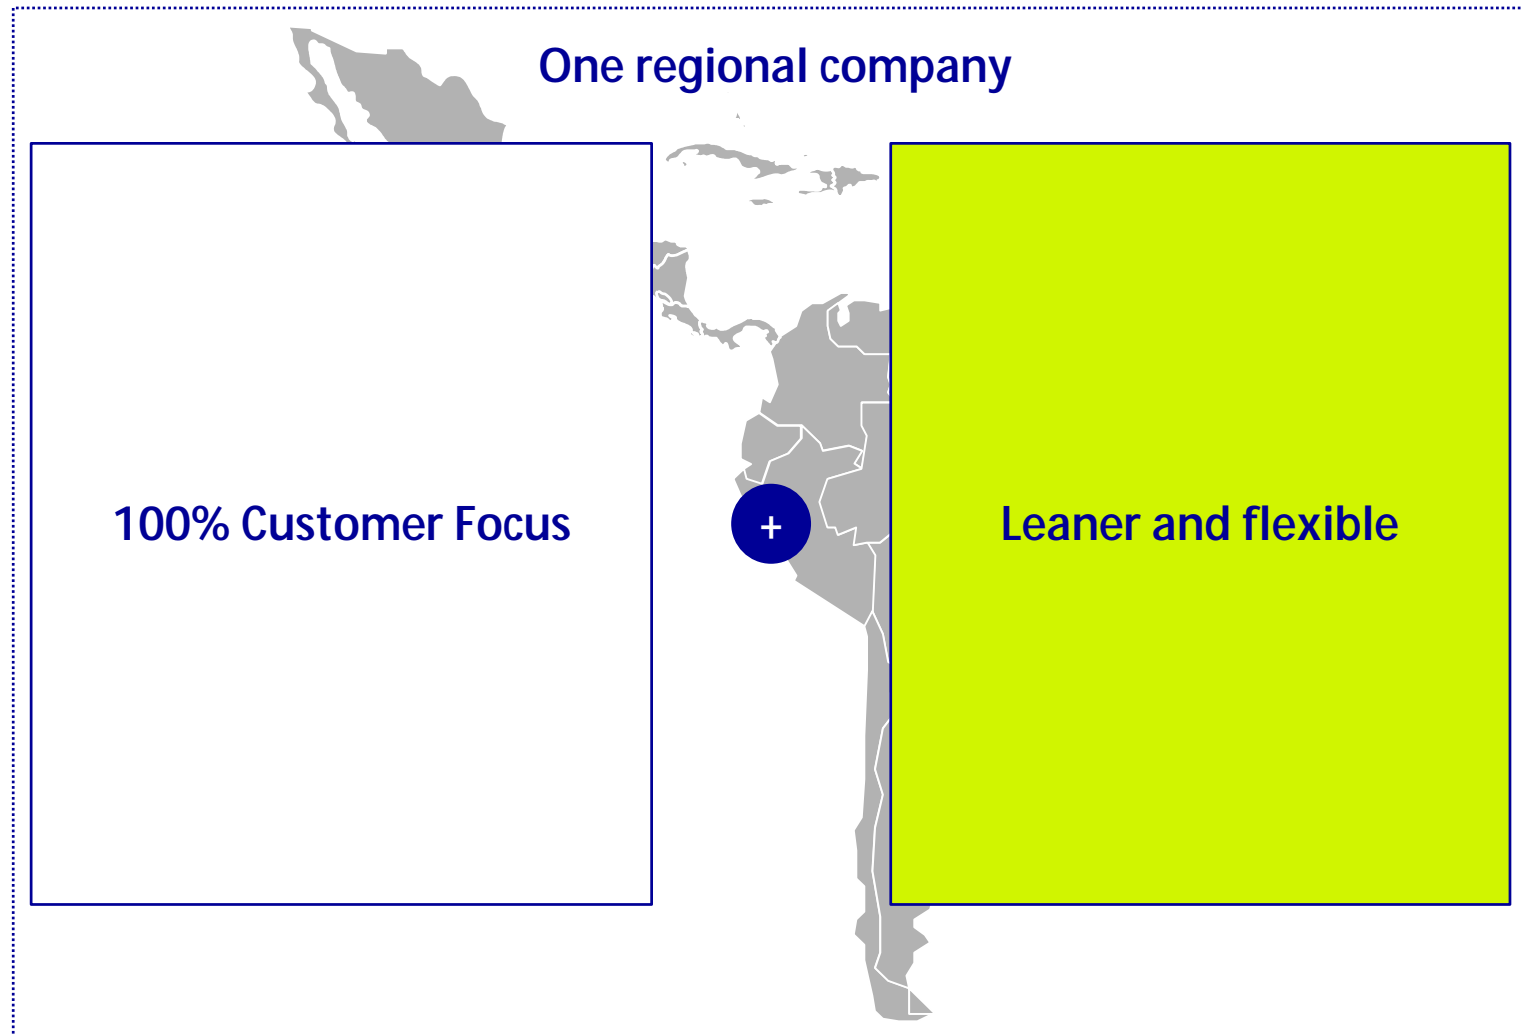 One regional company
100% Customer Focus
+
Leaner and flexible